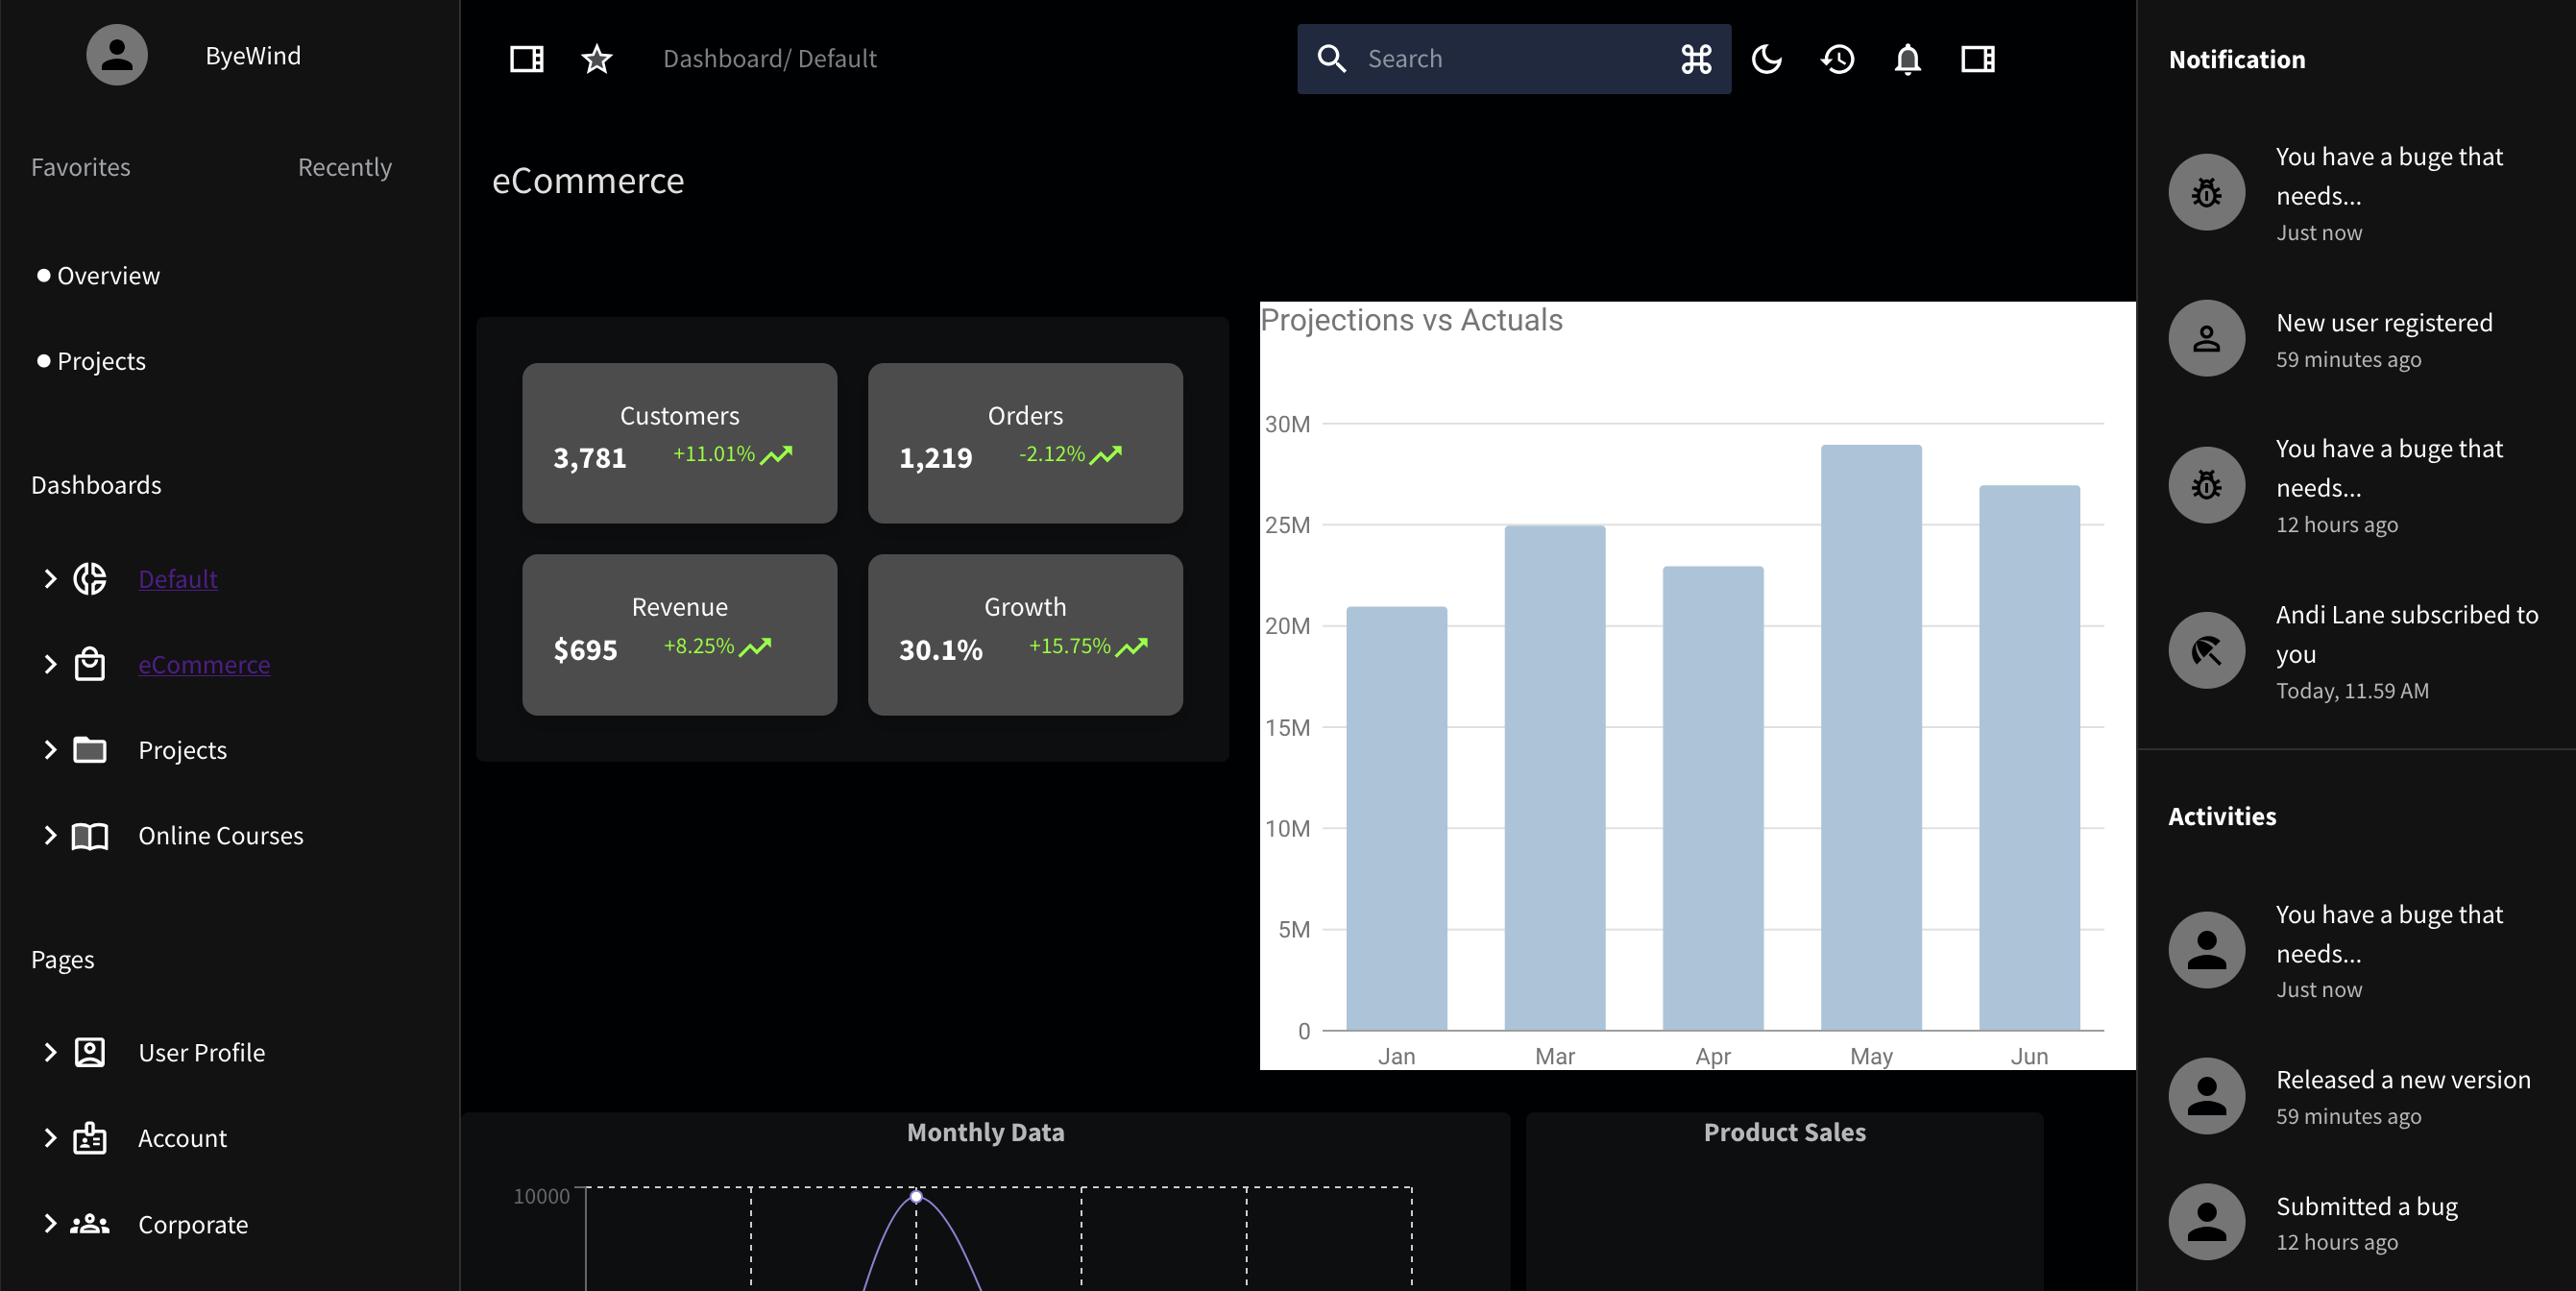 ByeWind
Favorites
Recently
Overview
Projects
Dashboards
Default
eCommerce
Projects
Online Courses
Pages
User Profile
Account
Corporate
Dashboard/ Default
Search
eCommerce
Customers
3,781
+11.01%
Orders
1,219
-2.12%
Revenue
$695
+8.25%
Growth
30.1%
+15.75%
Projections vs Actuals
30M
25M
20M
15M
10M
5M
0
Jan
Mar
Apr
May
Jun
Monthly Data
10000
Product Sales
Notification
You have a buge that
needs...
Just now
New user registered
59 minutes ago
You have a buge that
needs...
12 hours ago
Andi Lane subscribed to
you
Today, 11.59 AM
Activities
You have a buge that
needs...
Just now
Released a new version
59 minutes ago
Submitted a bug
12 hours ago